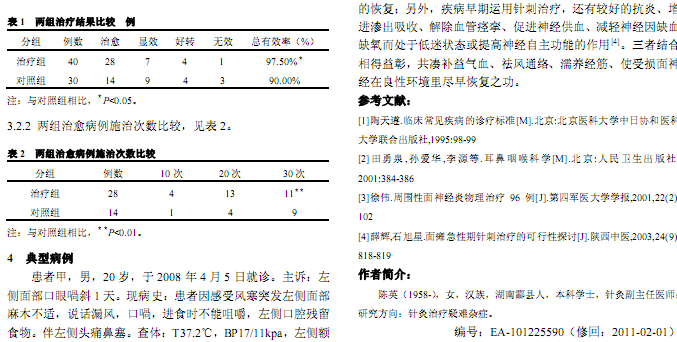 表 1　两组治疗结果比较　例
分组 例数 治愈 显效 好转 无效 总有效率（%）
治疗组 40 28 7 4 1 97.50%*
对照组 30 14 9 4 3 90.00%
注：与对照组相比，*P<0.05。
3.2.2 两组治愈病例施治次数比较，见表 2。
表 2　两组治愈病例施治次数比较
分组 例数 10 次 20 次 30 次
治疗组 28 4 13 11**
对照组 14 1 4 9
注：与对照组相比，**P<0.01。
4　典型病例
患者甲，男，20 岁，于 2008 年 4 月 5 日就诊。主诉：左
侧面部口眼喎斜 1 天。现病史：患者因感受风寒突发左侧面部
麻木不适，说话漏风，口喎，进食时不能咀嚼，左侧口腔残留
食物。伴左侧头痛鼻塞。查体：T37.2℃，BP17/11kpa，左侧额
的恢复；另外，疾病早期运用针刺治疗，还有较好的抗炎、增
进渗出吸收、解除血管痉挛、促进神经供血、减轻神经因缺血
缺氧而处于低迷状态或提高神经自主功能的作用[4]。三者结合
相得益彰，共凑补益气血、祛风通络、濡养经筋、使受损面神
经在良性环境里尽早恢复之功。
参考文献：
[1]陶天遵.临床常见疾病的诊疗标准[M].北京:北京医科大学中日协和医科
大学联合出版社,1995:98-99
[2]田勇泉,孙爱华,李源等.耳鼻咽喉科学[M].北京:人民卫生出版社
2001:384-386
[3]徐伟.周围性面神经炎物理治疗 96 例[J].第四军医大学学报,2001,22(2)
102
[4]薛辉,石旭星.面瘫急性期针刺治疗的可行性探讨[J].陕西中医,2003,24(9)
818-819
作者简介：
陈英（1958-），女，汉族，湖南酃县人，本科学士，针灸副主任医师；
研究方向：针灸治疗疑难杂症。
编号：EA-101225590（修回：2011-02-01）